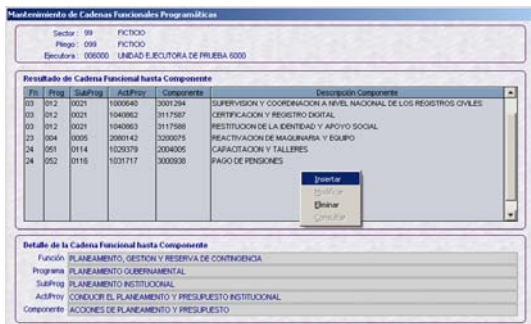 Mantenimiento de Cadenas Funcionales Programáticas
Sector : 99 FICTICIO
Pliego : 099 FICTICIO
Ejecutora : 006000 UNIDAD EJECUTORA DE PRUEBA 6000
Resultado de Cadena Funcional hasta Componente
Fn Prog SubProg Act/Proy Componente Descripción Componente
03 012 0021 1000640 3001294 SUPERVISION Y COORDINACION A NIVEL NACIONAL DE LOS REGISTROS CIVILES
03 012 0021 1040862 3117587 CERTIFICACION Y REGISTRO DIGITAL
03 012 0021 1040863 3117588 RESTITUCION DE LA IDENTIDAD Y APOYO SOCIAL
23 004 0005 2080142 3200075 REACTIVACION DE MAQUINARIA Y EQUIPO
24 051 0114 1029379 2004005 CAPACITACION Y TALLERES
24 052 0116 1031717 3000938 PAGO DE PENSIONES
Insertar
Modificar
Eliminar
Consultar
Detalle de la Cadena Funcional hasta Componente
Función PLANEAMIENTO, GESTION Y RESERVA DE CONTINGENCIA
Programa PLANEAMIENTO GUBERNAMENTAL
SubProg PLANEAMIENTO INSTITUCIONAL
Act/Proy CONDUCIR EL PLANEAMIENTO Y PRESUPUESTO INSTITUCIONAL
Componente ACCIONES DE PLANEAMIENTO Y PRESUPUESTO